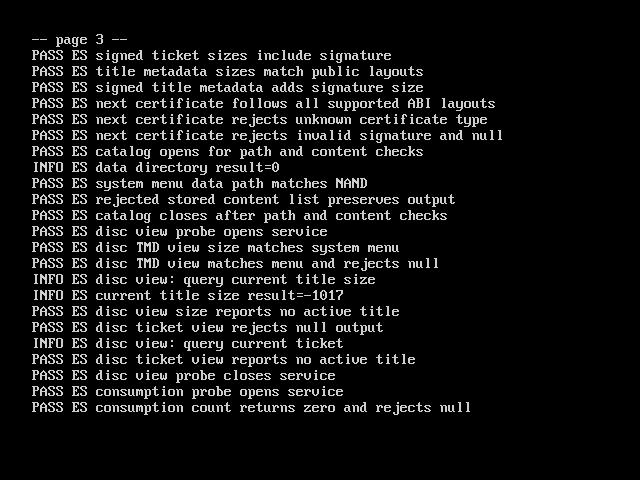 -- page 3 --
PASS ES signed ticket sizes include signature
PASS ES title metadata sizes match public layouts
PASS ES signed title metadata adds signature size
PASS ES next certificate follows all supported ABI layouts
PASS ES next certificate rejects unknown certificate type
PASS ES next certificate rejects invalid signature and null
PASS ES catalog opens for path and content checks
INFO ES data directory result=0
PASS ES system menu data path matches NAND
PASS ES rejected stored content list preserves output
PASS ES catalog closes after path and content checks
PASS ES disc view probe opens service
PASS ES disc TMD view size matches system menu
PASS ES disc TMD view matches menu and rejects null
INFO ES disc view: query current title size
INFO ES current title size result=-1017
PASS ES disc view size reports no active title
PASS ES disc ticket view rejects null output
INFO ES disc view: query current ticket
PASS ES disc ticket view reports no active title
PASS ES disc view probe closes service
PASS ES consumption probe opens service
PASS ES consumption count returns zero and rejects null